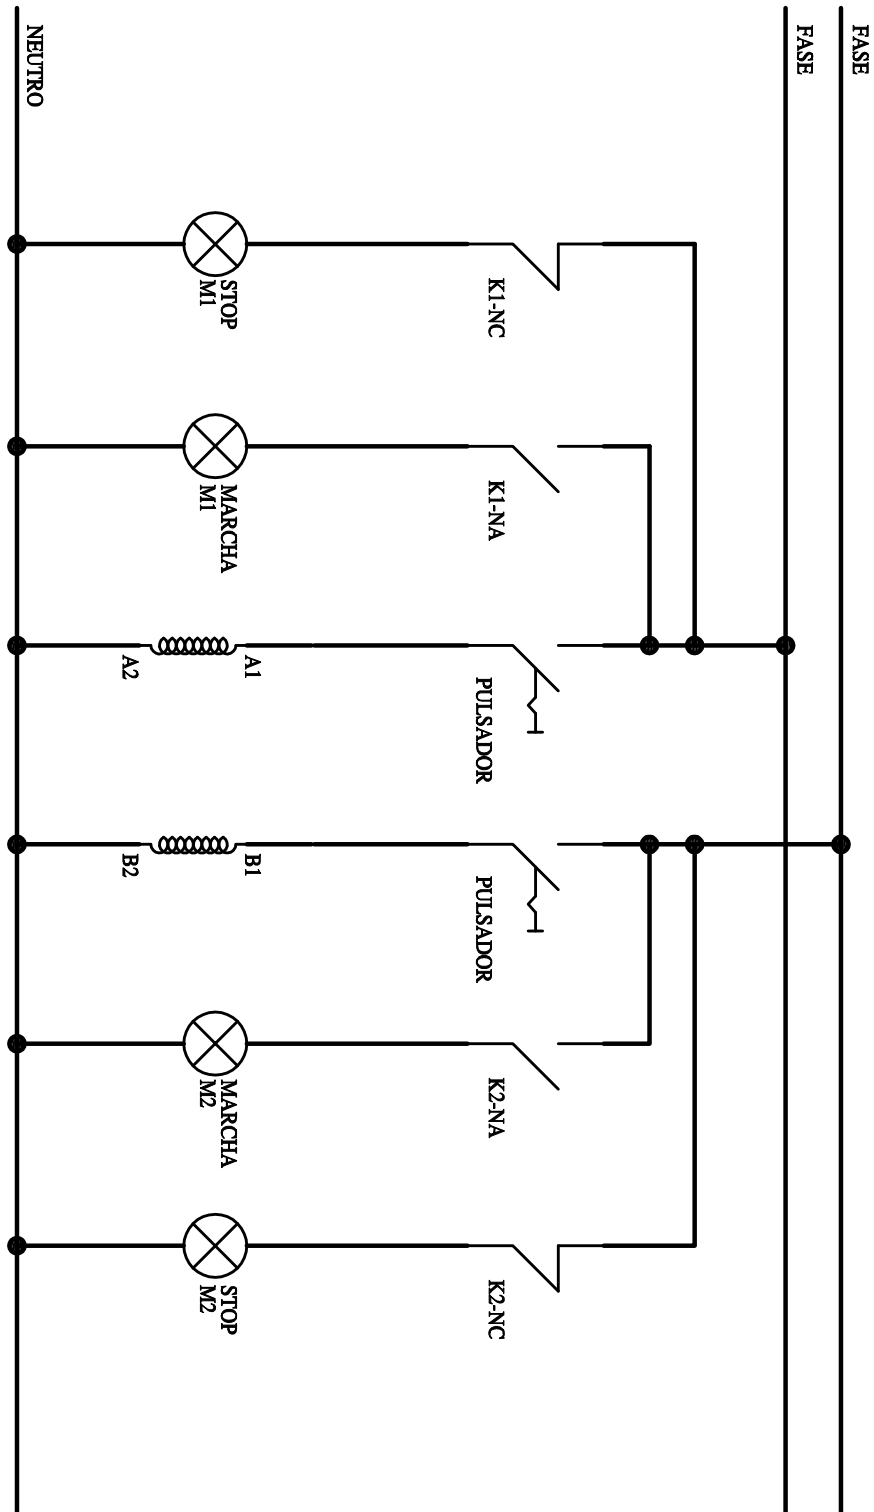 FASE
FASE
K1-NC
K1-NA
PULSADOR
PULSADOR
K2-NA
K2-NC
STOP
M1
MARCHA
M1
A1
A2
B1
B2
MARCHA
M2
STOP
M2
NEUTRO